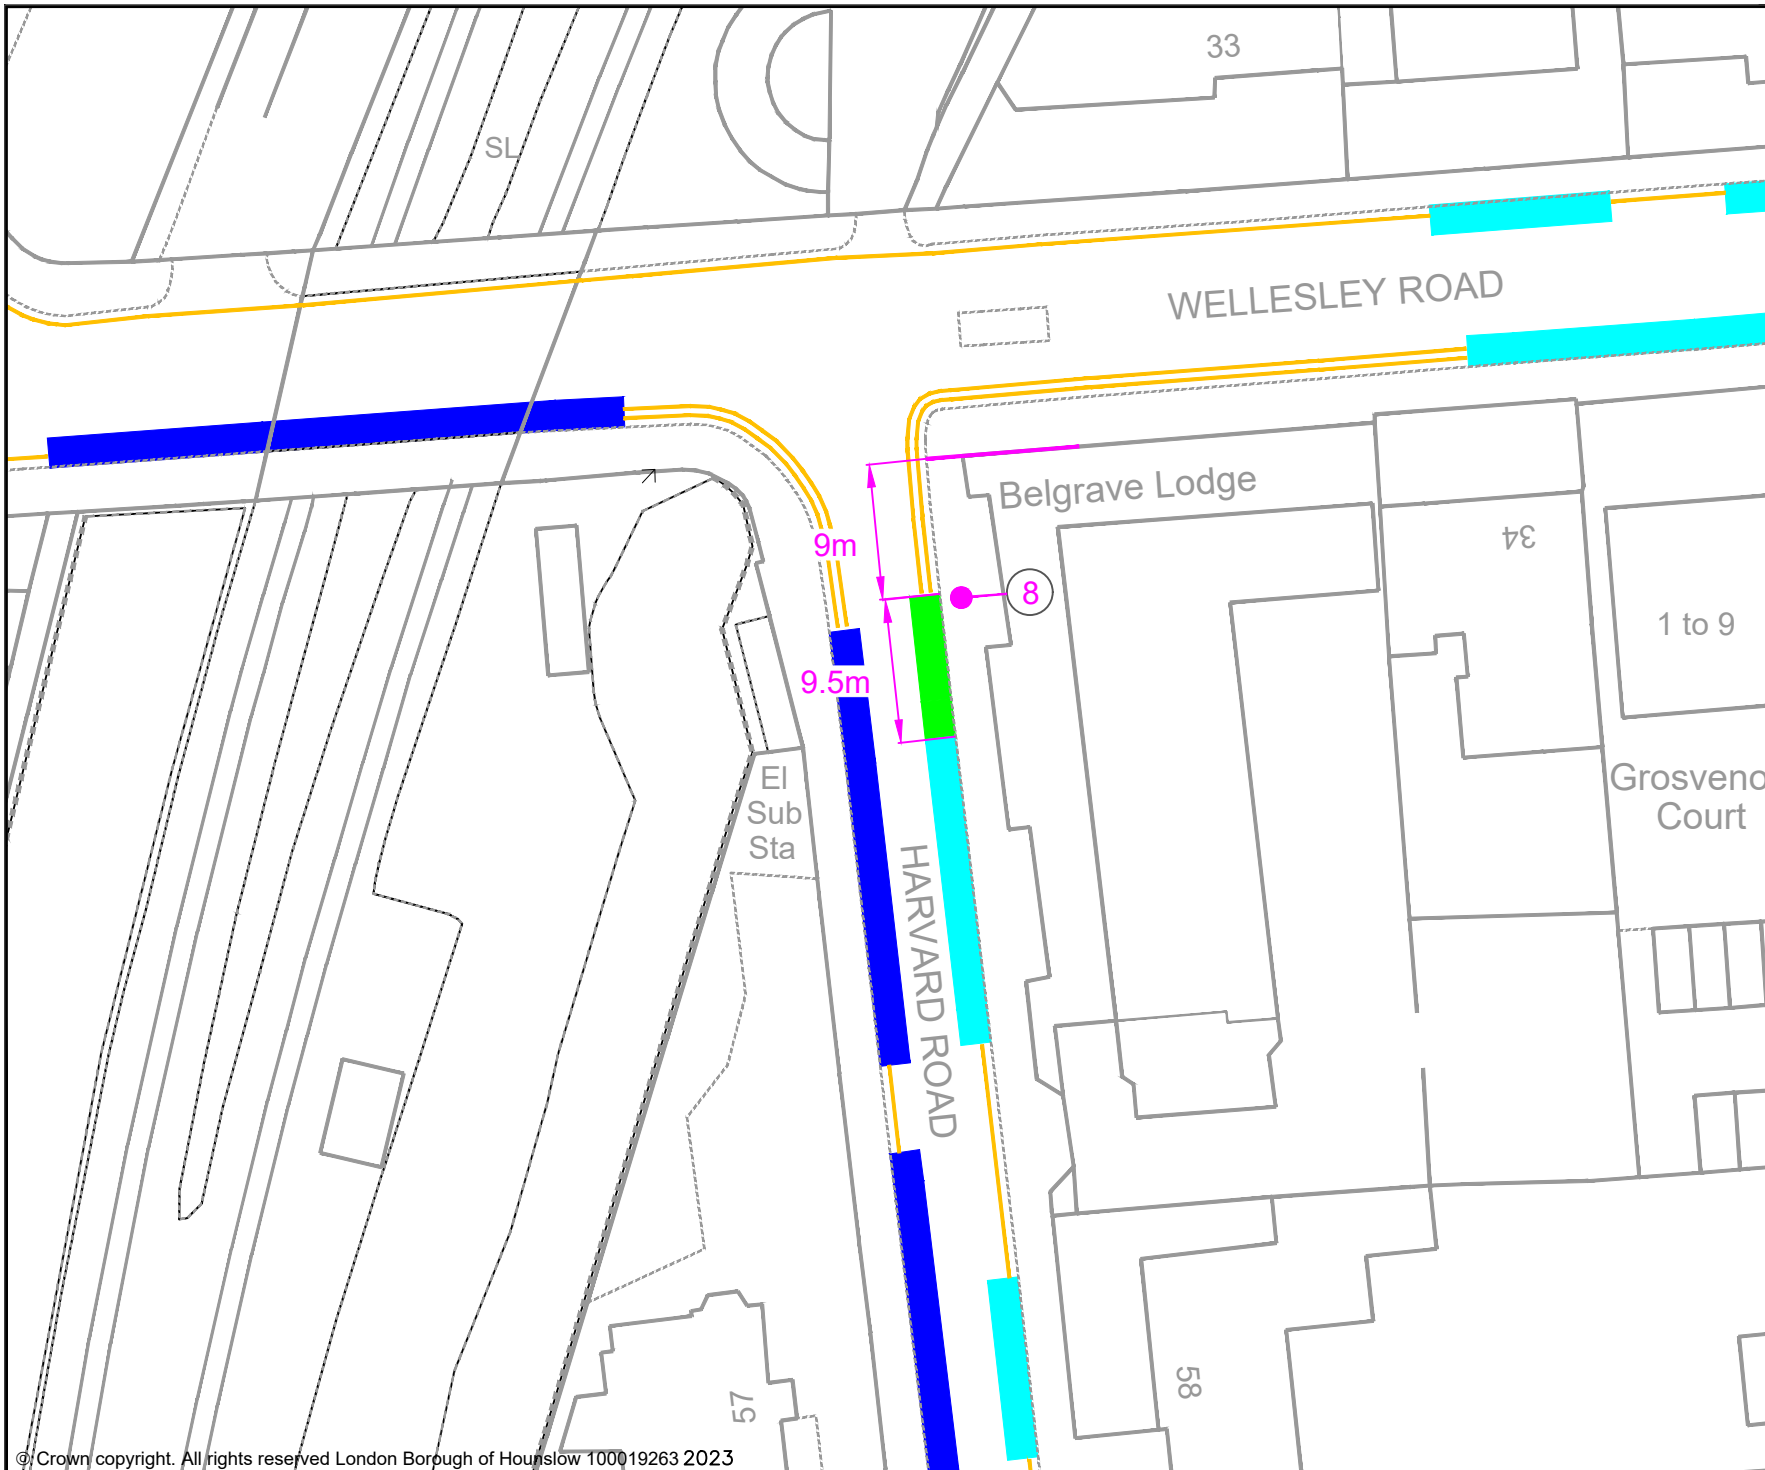 33
SL
WELLESLEY ROAD
Belgrave Lodge
34
9m
8
1 to 9
9.5m
El
Sub
Sta
Grosveno
Court
HARVARD ROAD
58
57
© Crown copyright. All rights reserved London Borough of Hounslow 100019263 2023